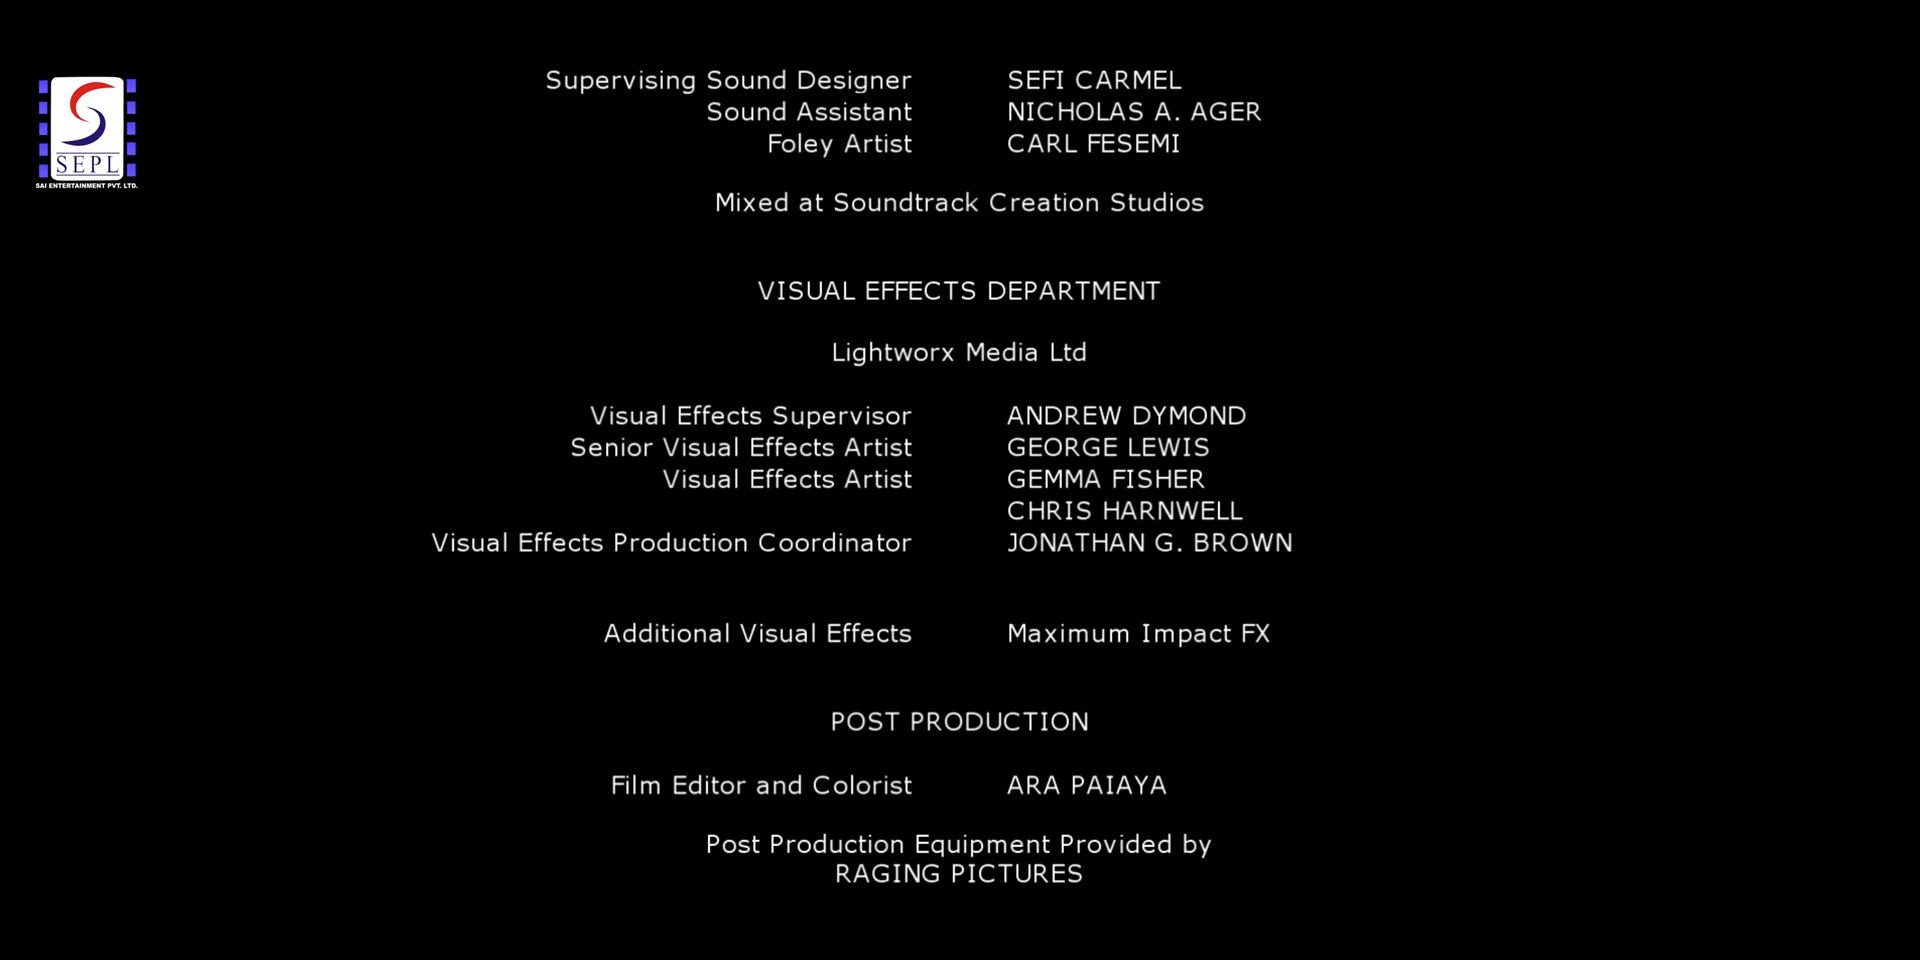 SEPL
SAI ENTERTAINMENT PVT. LTD.
Supervising Sound Designer SEFI CARMEL
Sound Assistant NICHOLAS A. AGER
Foley Artist CARL FESEMI
Mixed at Soundtrack Creation Studios
VISUAL EFFECTS DEPARTMENT
Lightworx Media Ltd
Visual Effects Supervisor ANDREW DYMOND
Senior Visual Effects Artist GEORGE LEWIS
Visual Effects Artist GEMMA FISHER
CHRIS HARNWELL
Visual Effects Production Coordinator JONATHAN G. BROWN
Additional Visual Effects Maximum Impact FX
POST PRODUCTION
Film Editor and Colorist ARA PAIAYA
Post Production Equipment Provided by
RAGING PICTURES